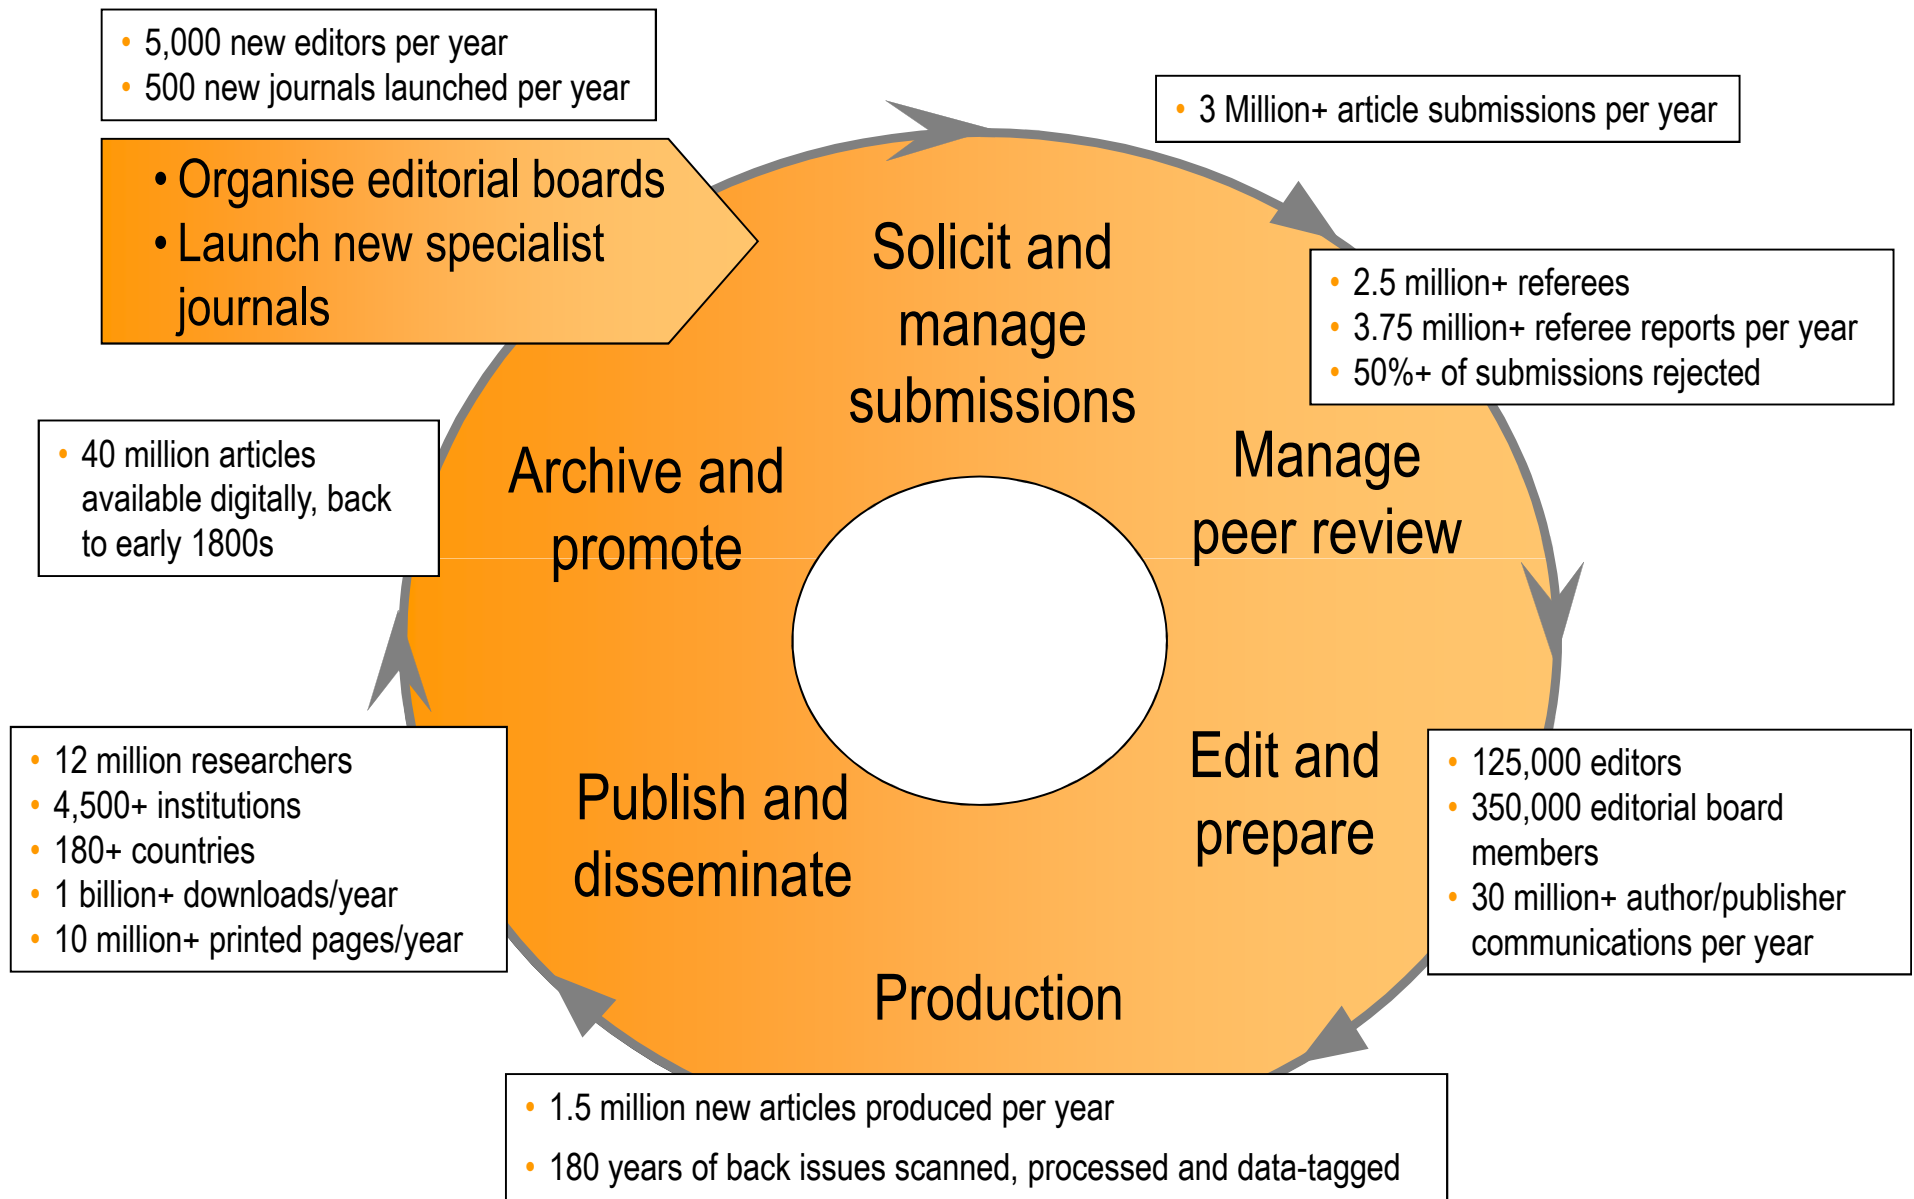 • 5,000 new editors per year
• 500 new journals launched per year
• Organise editorial boards
• Launch new specialist
journals
• 3 Million+ article submissions per year
Solicit and
manage
submissions
• 2.5 million+ referees
• 3.75 million+ referee reports per year
• 50%+ of submissions rejected
Manage
peer review
• 125,000 editors
• 350,000 editorial board
members
• 30 million+ author/publisher
communications per year
Edit and
prepare
Production
• 1.5 million new articles produced per year
• 180 years of back issues scanned, processed and data-tagged
Publish and
disseminate
• 12 million researchers
• 4,500+ institutions
• 180+ countries
• 1 billion+ downloads/year
• 10 million+ printed pages/year
Archive and
promote
• 40 million articles
available digitally, back
to early 1800s